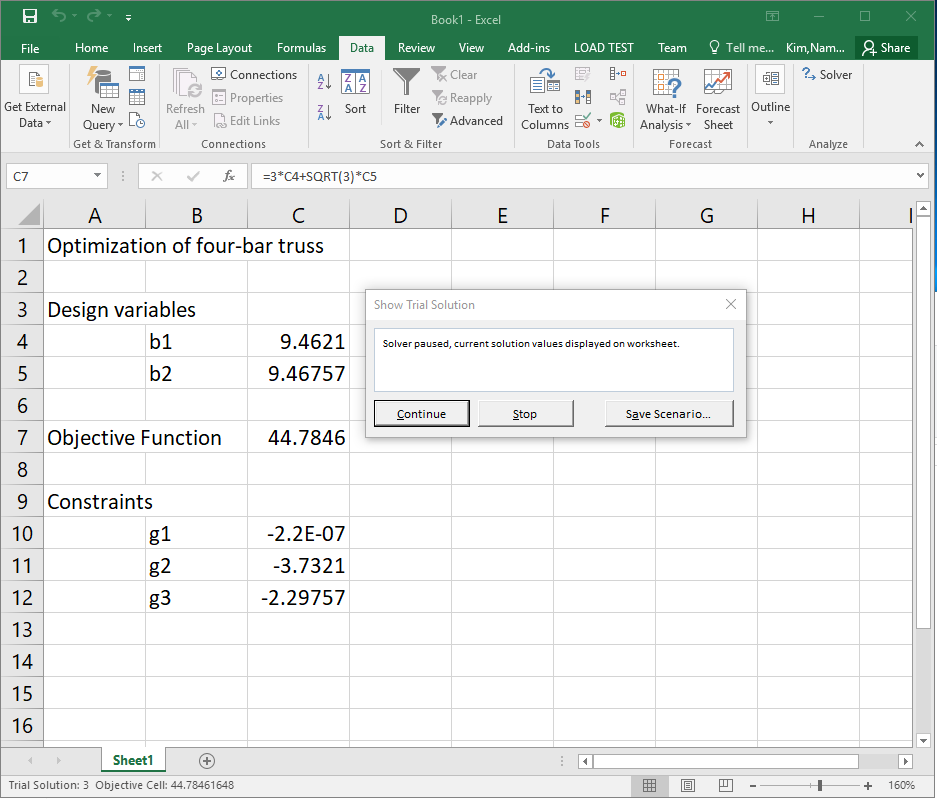 Book1 - Excel
File Home Insert Page Layout Formulas Data Review View Add-ins LOAD TEST Team Tell me... Kim,Nam... Share
Get External Data
New Query
Get & Transform
Refresh All
Connections
Properties
Edit Links
Connections
A Z
Z A
Z A
A Z
Sort
Filter
Clear
Reapply
Advanced
Sort & Filter
Text to Columns
Data Tools
What-If Analysis
Forecast Sheet
Forecast
Outline
Solver
Analyze
C7 fx =3*C4+SQRT(3)*C5
A B C D E F G H I
1 Optimization of four-bar truss
2
3 Design variables
4 b1 9.4621
5 b2 9.46757
6
7 Objective Function 44.7846
8
9 Constraints
10 g1 -2.2E-07
11 g2 -3.7321
12 g3 -2.29757
13
14
15
16
Show Trial Solution
Solver paused, current solution values displayed on worksheet.
Continue Stop Save Scenario...
Sheet1
Trial Solution: 3 Objective Cell: 44.78461648 160%